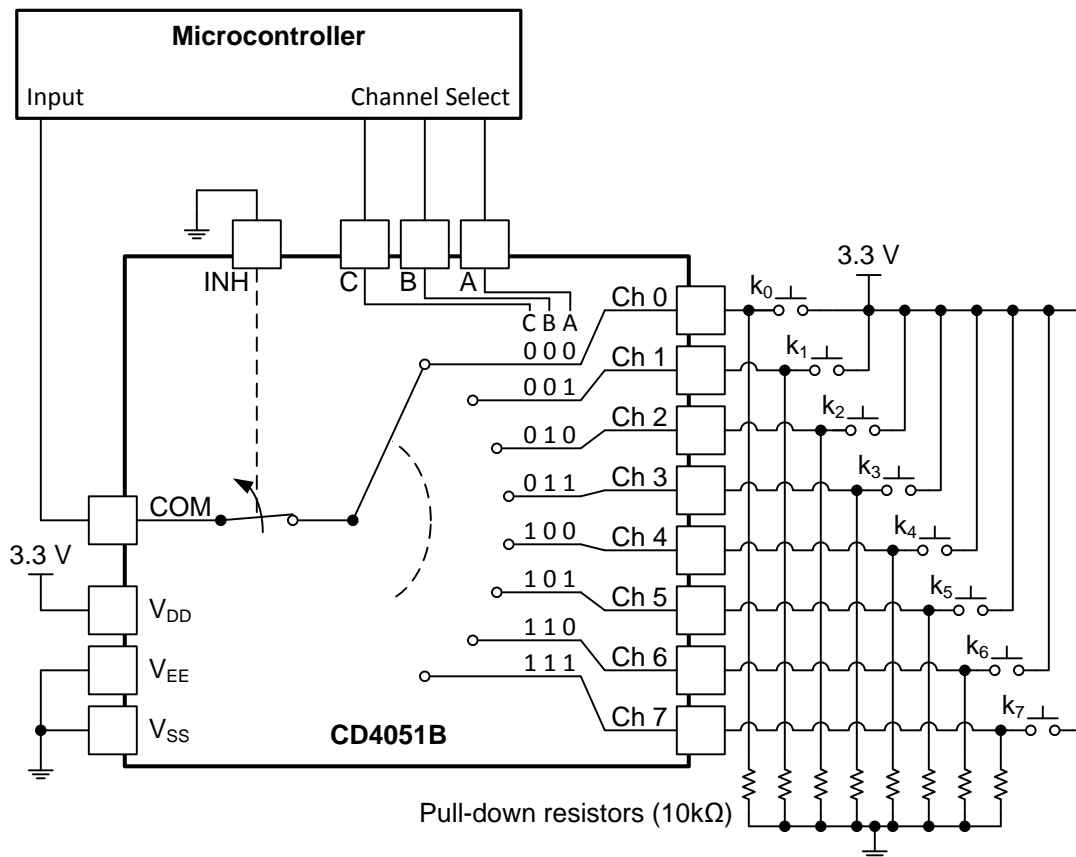 Microcontroller
Input
Channel Select
INH
C
B
A
3.3 V
C B A
Ch 0
k0
0 0 0
Ch 1
k1
0 0 1
Ch 2
k2
0 1 0
Ch 3
k3
0 1 1
COM
Ch 4
k4
1 0 0
3.3 V
Ch 5
k5
1 0 1
VDD
Ch 6
k6
1 1 0
VEE
Ch 7
k7
1 1 1
VSS
CD4051B
Pull-down resistors (10kΩ)